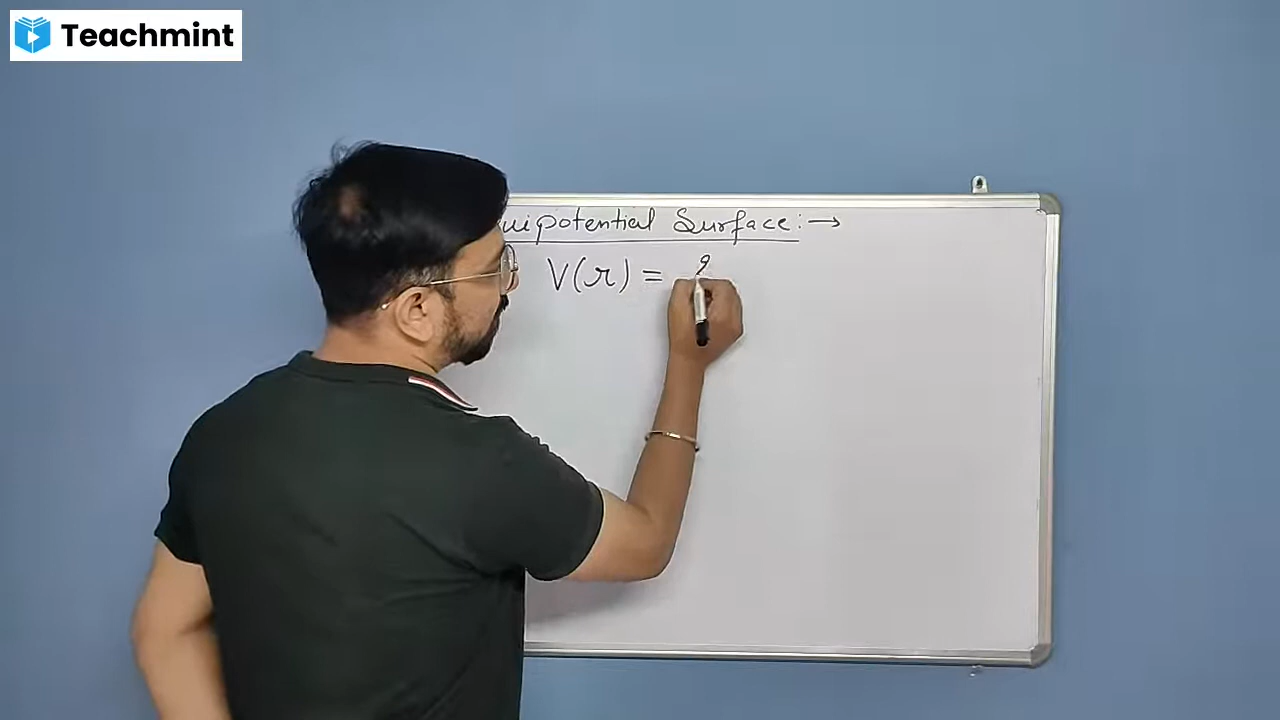 Teachmint
uipotential Surface:→
V(r) = q